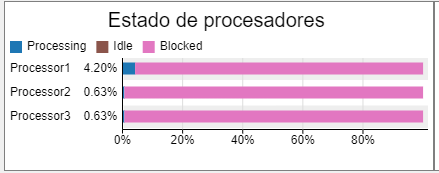 Estado de procesadores
Processing Idle Blocked
Processor1 4.20%
Processor2 0.63%
Processor3 0.63%
0% 20% 40% 60% 80%